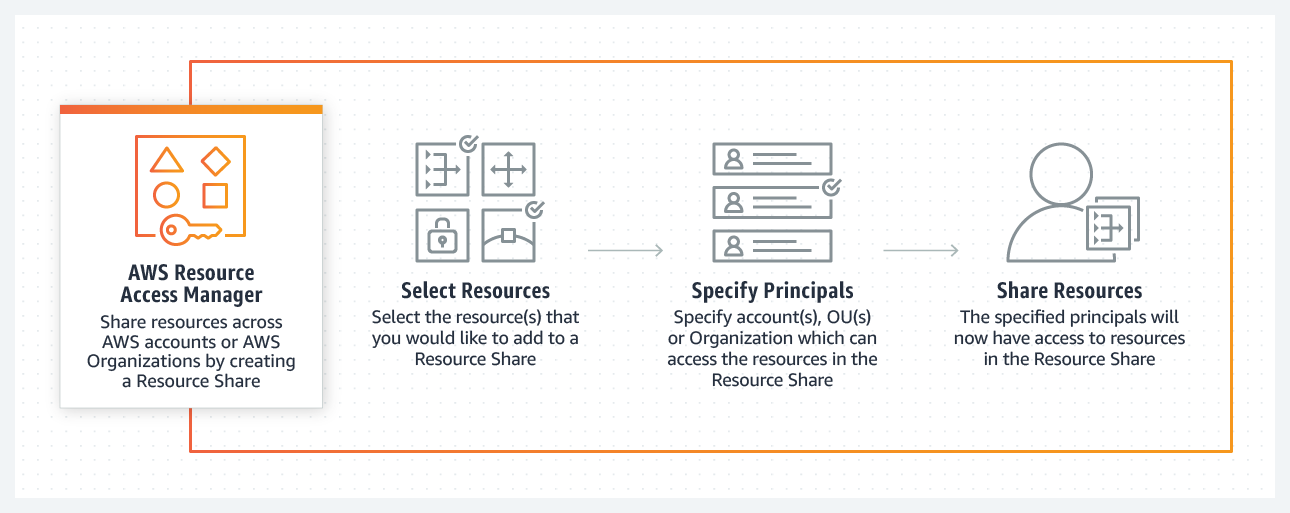 AWS Resource
Access Manager
Share resources across
AWS accounts or AWS
Organizations by creating
a Resource Share
Select Resources
Select the resource(s) that
you would like to add to a
Resource Share
Specify Principals
Specify account(s), OU(s)
or Organization which can
access the resources in the
Resource Share
Share Resources
The specified principals will
now have access to resources
in the Resource Share